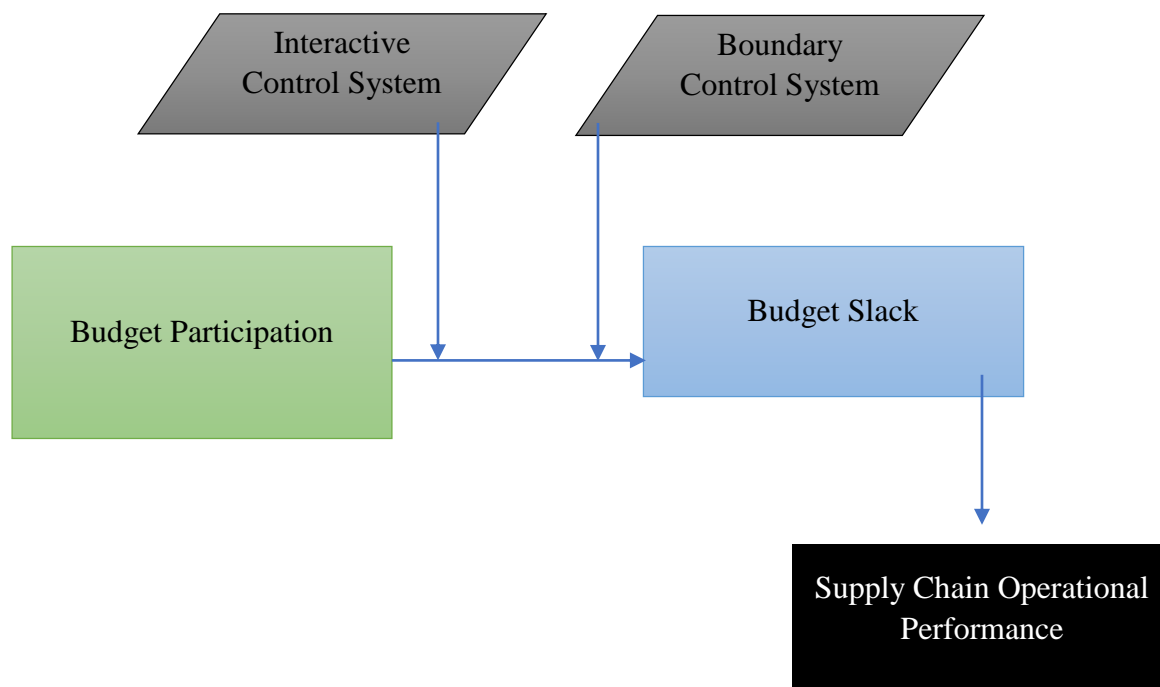 Interactive
Control System
Boundary
Control System
Budget Participation
Budget Slack
Supply Chain Operational
Performance